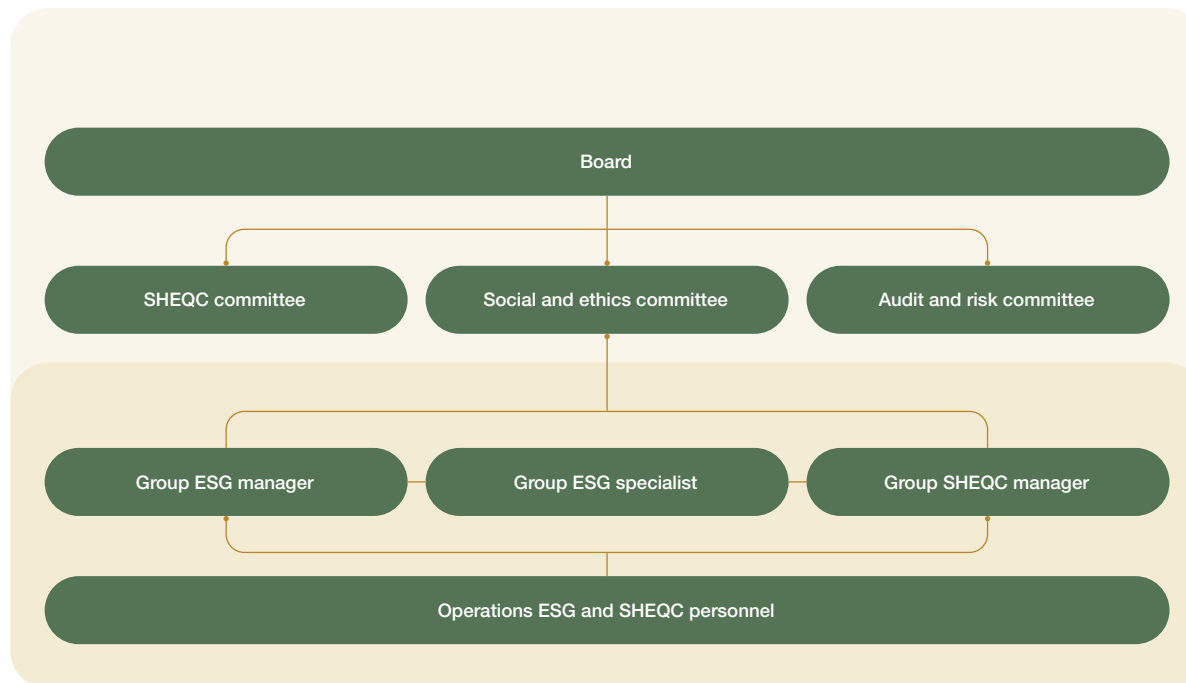 Board
SHEQC committee
Social and ethics committee
Audit and risk committee
Group ESG manager
Group ESG specialist
Group SHEQC manager
Operations ESG and SHEQC personnel